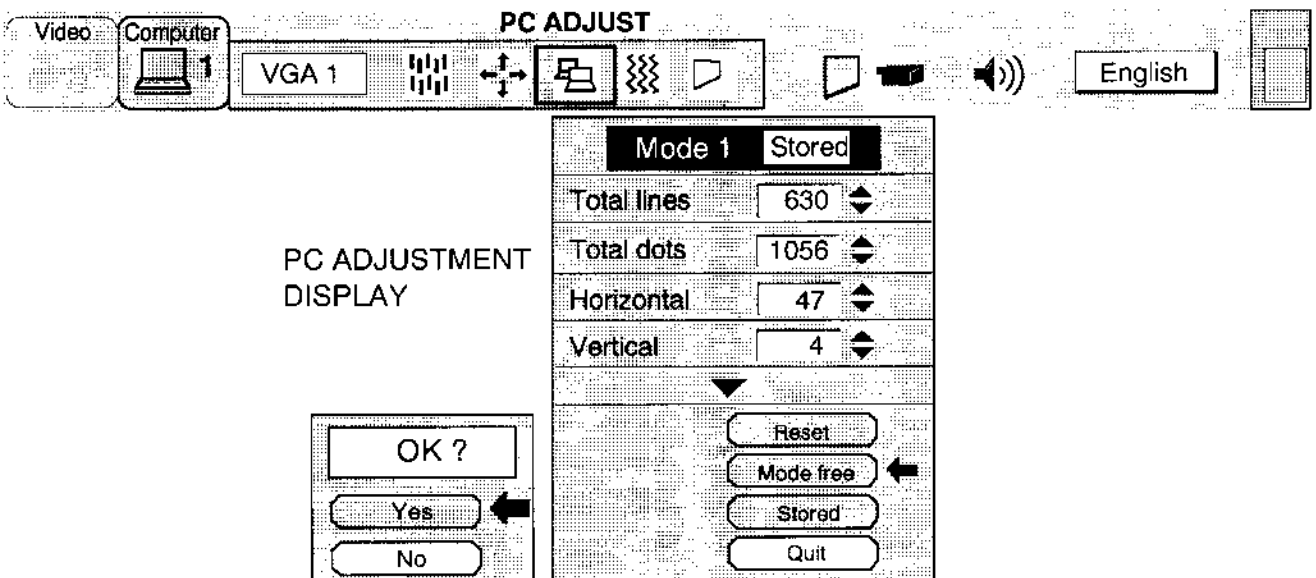 PC ADJUST
Video
Computer
1
VGA 1
English
Mode 1 Stored
Total lines 630
Total dots 1056
Horizontal 47
Vertical 4
PC ADJUSTMENT
DISPLAY
Reset
Mode free
Stored
Quit
OK ?
Yes
No